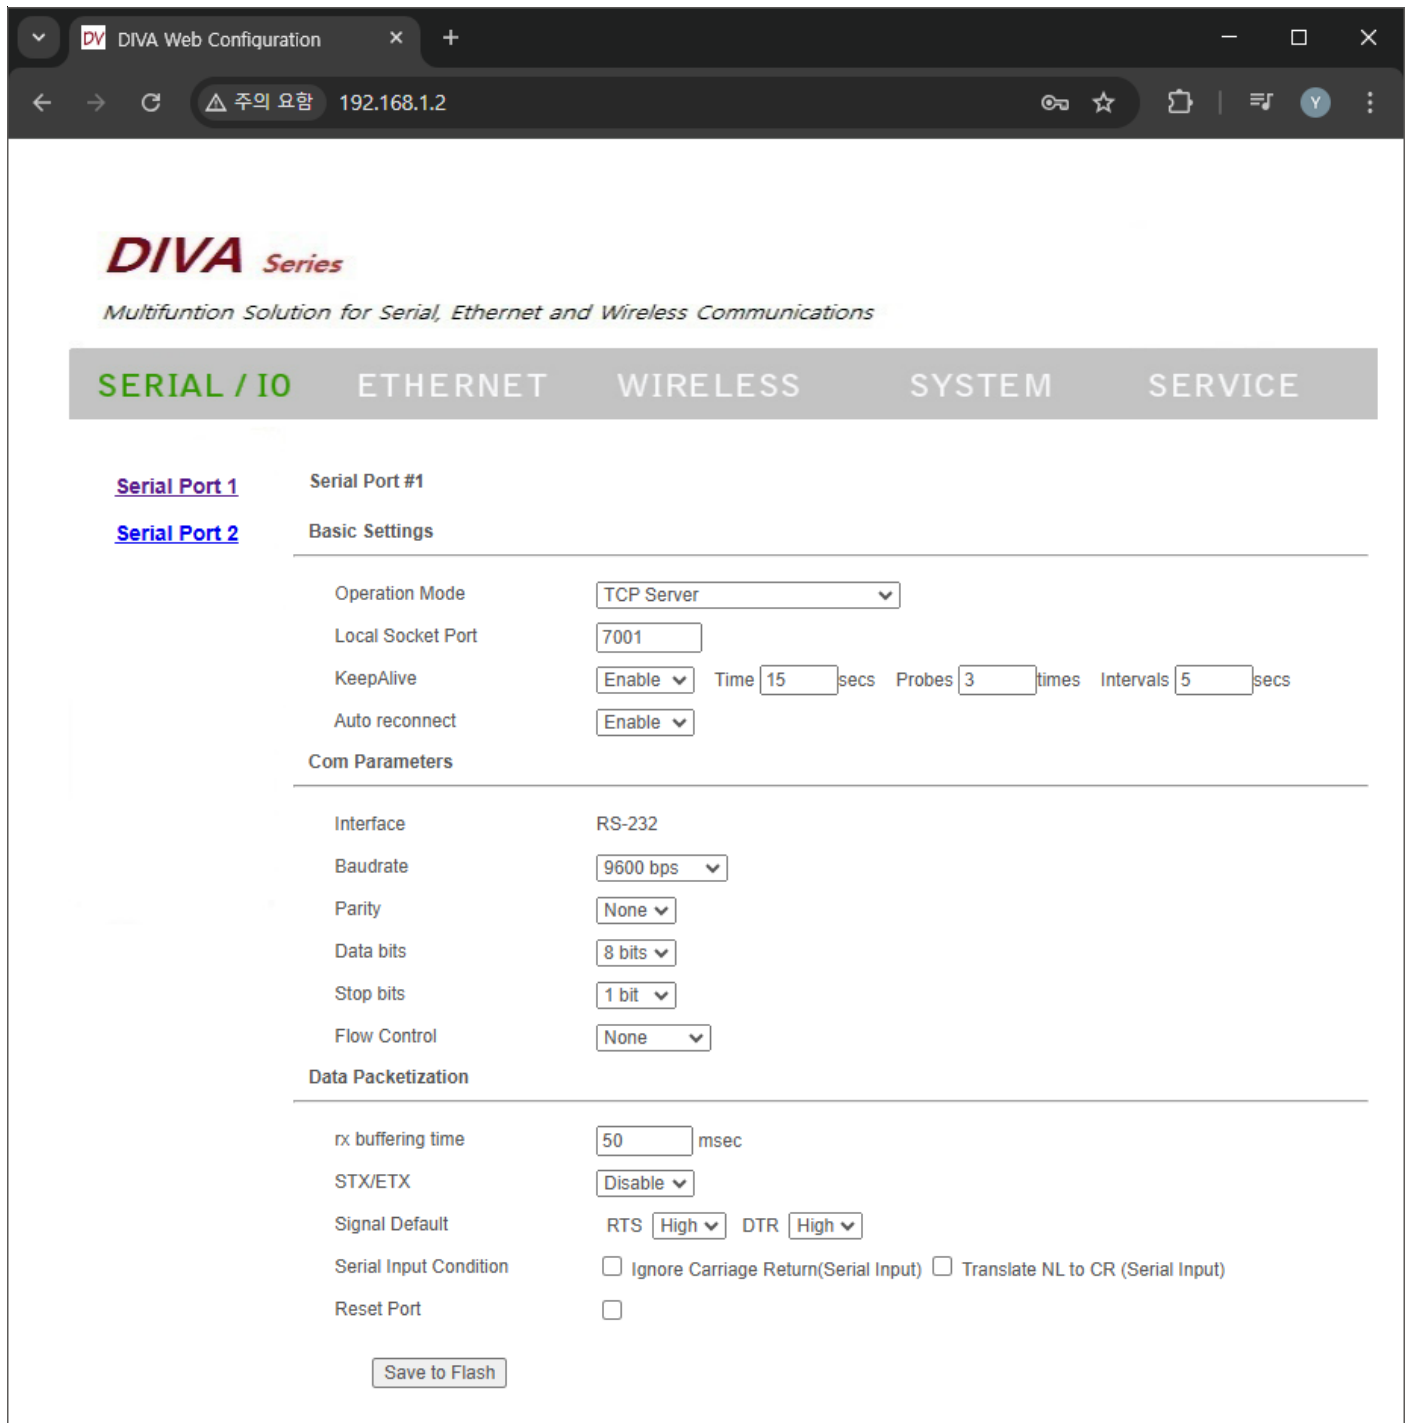 DV DIVA Web Configuration
주의 요함 192.168.1.2 Y
DIVA Series
Multifuntion Solution for Serial, Ethernet and Wireless Communications
SERIAL / IO ETHERNET WIRELESS SYSTEM SERVICE
Serial Port 1
Serial Port 2
Serial Port #1
Basic Settings
Operation Mode TCP Server
Local Socket Port 7001
KeepAlive Enable Time 15 secs Probes 3 times Intervals 5 secs
Auto reconnect Enable
Com Parameters
Interface RS-232
Baudrate 9600 bps
Parity None
Data bits 8 bits
Stop bits 1 bit
Flow Control None
Data Packetization
rx buffering time 50 msec
STX/ETX Disable
Signal Default RTS High DTR High
Serial Input Condition Ignore Carriage Return(Serial Input) Translate NL to CR (Serial Input)
Reset Port
Save to Flash